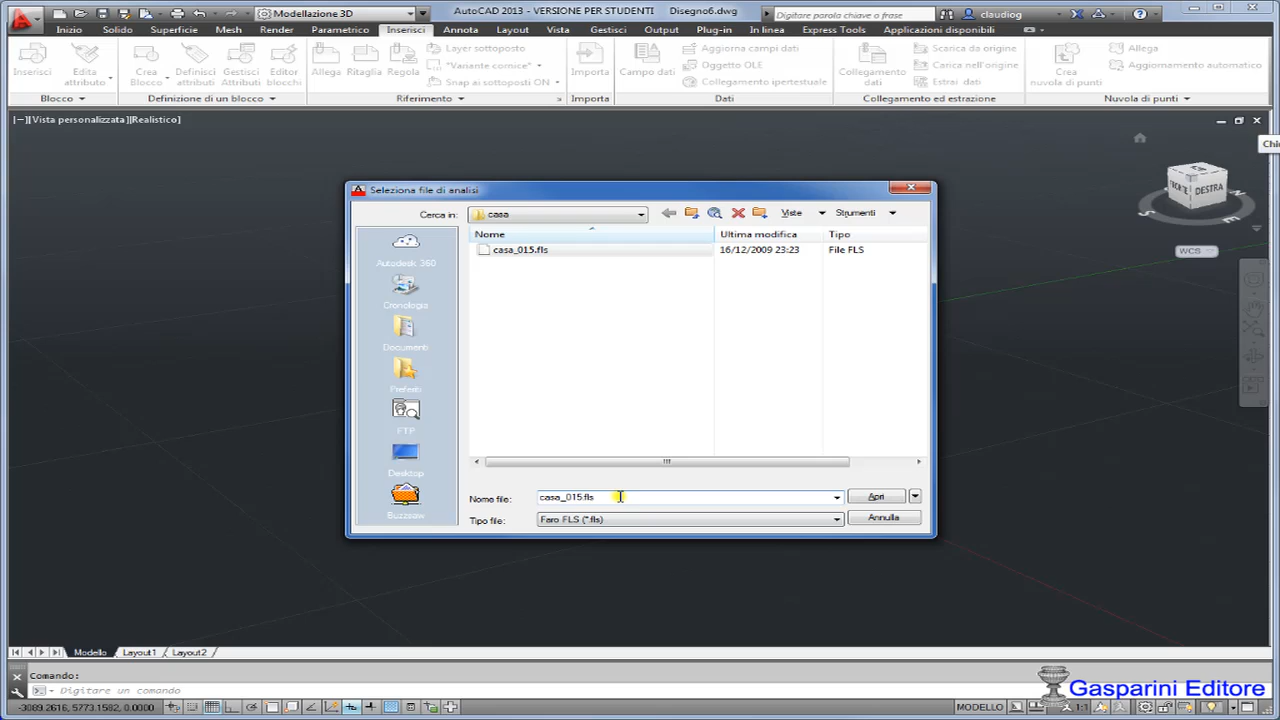 Modellazione 3D
AutoCAD 2013 - VERSIONE PER STUDENTI Disegno6.dwg
Digitare parola chiave o frase
claudiog
Inizio Solido Superficie Mesh Render Parametrico Inserisci Annota Layout Vista Gestisci Output Plug-in In linea Express Tools Applicazioni disponibili
Inserisci
Edita attributo
Crea Blocco
Definisci attributi
Gestisci Attributi
Editor blocchi
Allega
Ritaglia
Regola
Layer sottoposto
*Variante cornice*
Snap ai sottoposti ON
Importa
Campo dati
Aggiorna campi dati
Oggetto OLE
Collegamento ipertestuale
Collegamento dati
Scarica da origine
Carica nell'origine
Estrai dati
Crea nuvola di punti
Allega
Aggiornamento automatico
Blocco
Definizione di un blocco
Riferimento
Importa
Dati
Collegamento ed estrazione
Nuvola di punti
[−][Vista personalizzata][Realistico]
Chi
FRONTE
DESTRA
S
E
N
WCS
Seleziona file di analisi
Cerca in:
casa
Viste
Strumenti
Nome
Ultima modifica
Tipo
casa_015.fls
16/12/2009 23:23
File FLS
Autodesk 360
Cronologia
Documenti
Preferiti
FTP
Desktop
Buzzsaw
Nome file:
casa_015.fls
Apri
Tipo file:
Faro FLS (*.fls)
Annulla
Modello Layout1 Layout2
Comando:
Digitare un comando
-3089.2616, 5773.1582, 0.0000
MODELLO
1:1
Gasparini Editore